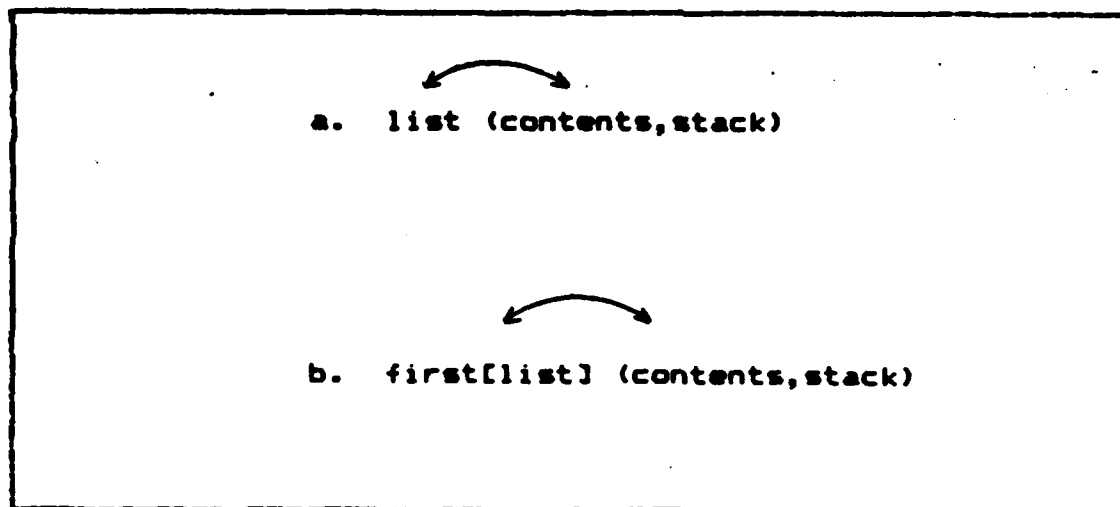 a. list (contents,stack)
b. first[list] (contents,stack)